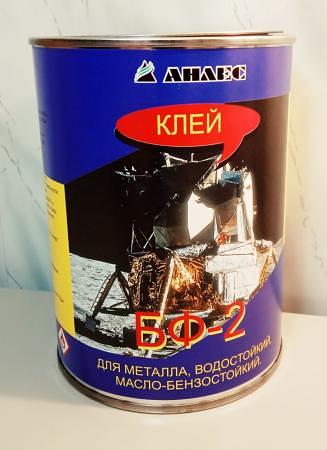 АНЛЕС
КЛЕЙ
БФ-2
ДЛЯ МЕТАЛЛА, ВОДОСТОЙКИЙ,
МАСЛО-БЕНЗОСТОЙКИЙ.